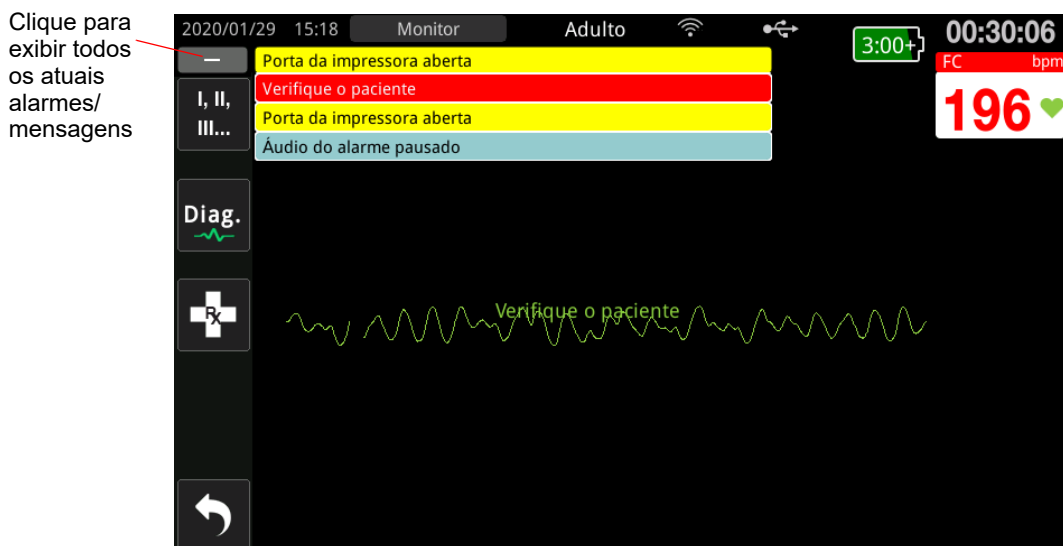 Clique para
exibir todos
os atuais
alarmes/
mensagens
2020/01/29 15:18 Monitor Adulto 3:00+ 00:30:06
FC bpm
196
Porta da impressora aberta
Verifique o paciente
Porta da impressora aberta
Áudio do alarme pausado
I, II,
III...
Diag.
Rx
Verifique o paciente